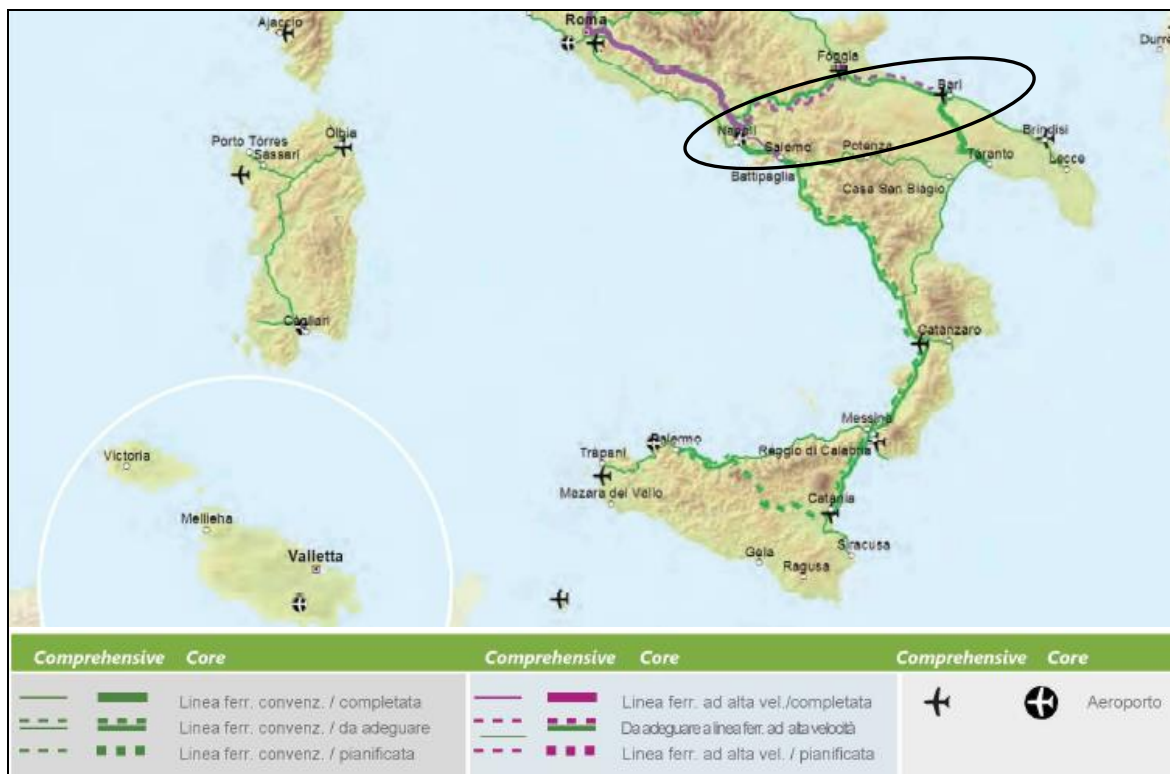 Ajaccio
Roma
Foggia
Bari
Napoli
Salerno
Potenza
Brindisi
Battipaglia
Taranto
Lecce
Casa San Biagio
Porto Torres
Olbia
Sassari
Cagliari
Catanzaro
Messina
Palermo
Reggio di Calabria
Trapani
Mazara del Vallo
Catania
Siracusa
Gela
Ragusa
Victoria
Mellieha
Valletta
Comprehensive Core
Linea ferr. convenz. / completata
Linea ferr. convenz. / da adeguare
Linea ferr. convenz. / pianificata
Comprehensive Core
Linea ferr. ad alta vel./completata
Da adeguare a linea ferr. ad alta velocità
Linea ferr. ad alta vel. / pianificata
Comprehensive Core
Aeroporto